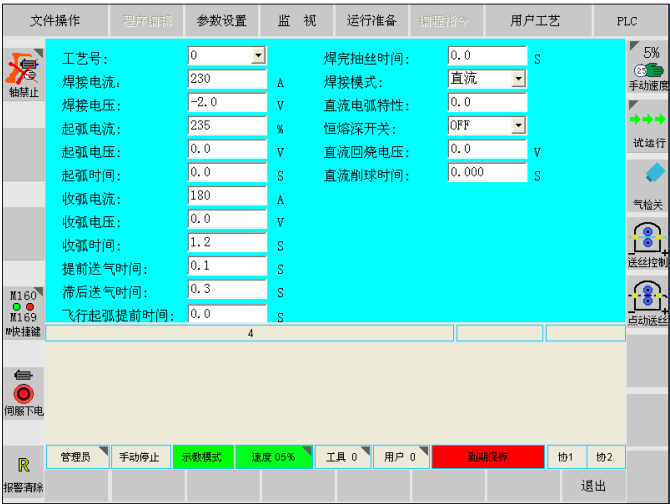 文件操作 程序编辑 参数设置 监 视 运行准备 编程指令 用户工艺 PLC
轴禁止
M160
M169
M快捷键
伺服下电
R
报警清除
工艺号: 0
焊接电流: 230 A
焊接电压: -2.0 V
起弧电流: 235 %
起弧电压: 0.0 V
起弧时间: 0.0 S
收弧电流: 180 A
收弧电压: 0.0 V
收弧时间: 1.2 S
提前送气时间: 0.1 S
滞后送气时间: 0.3 S
飞行起弧提前时间: 0.0 S
焊完抽丝时间: 0.0 S
焊接模式: 直流
直流电弧特性: 0.0
恒熔深开关: OFF
直流回烧电压: 0.0 V
直流削球时间: 0.000 S
5%
25
手动速度
试运行
气检关
送丝控制
点动送丝
4
管理员 手动停止 示教模式 速度 05% 工具 0 用户 0 到期保养 协1 协2
退出